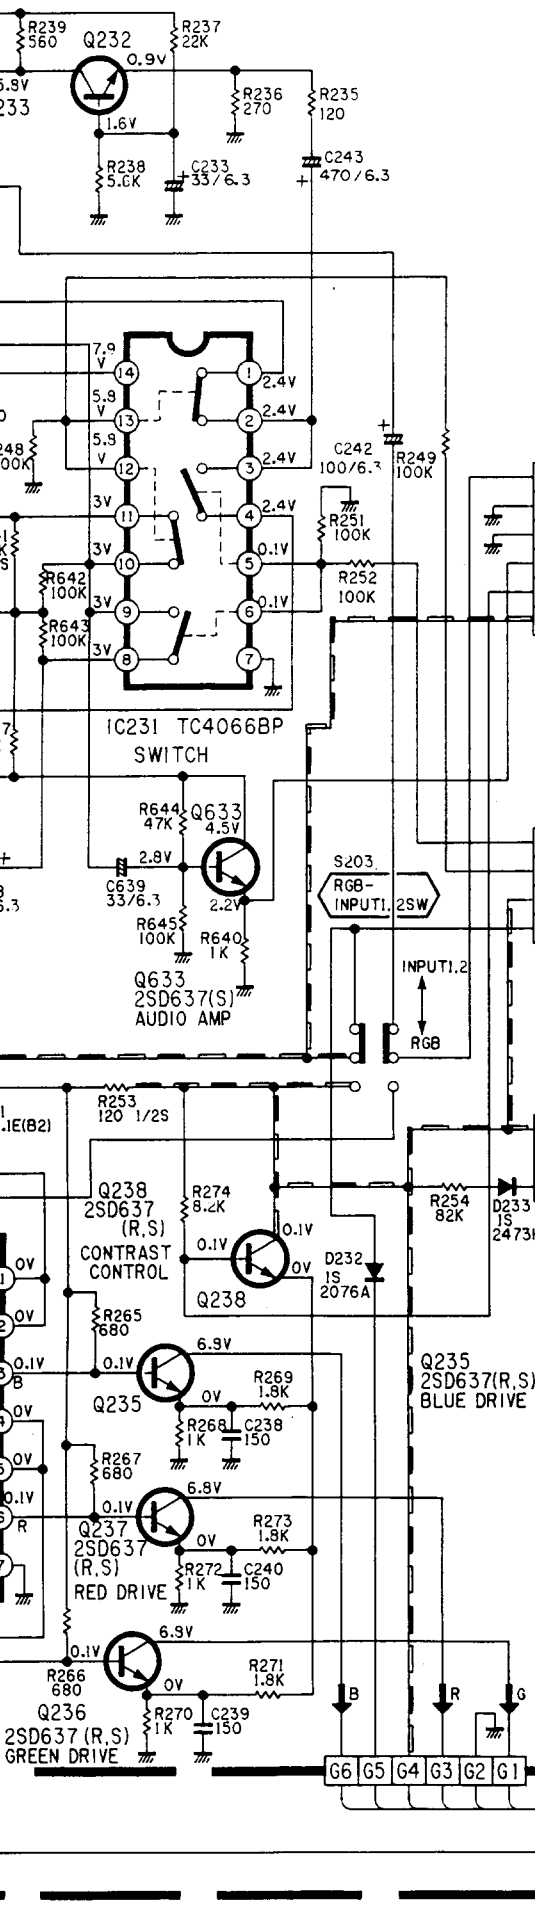 R239
560
Q232
R237
22K
0.9V
5.8V
233
1.6V
R236
270
R235
120
R238
C233
33/6.3
C243
470/6.3
7.9
V
14
1
2.4V
5.9
V
13
2
2.4V
248
00K
5.9
V
12
3
2.4V
C242
100/6.3
R249
100K
3V
11
4
2.4V
R251
100K
3V
10
5
0.1V
R642
100K
R252
100K
3V
9
6
0.1V
R643
100K
3V
8
7
IC231 TC4066BP
SWITCH
R644
47K
Q633
4.5V
2.8V
C639
33/6.3
2.2V
R645
100K
R640
1K
S203
RGB-
INPUT1.2SW
Q633
2SD637(S)
AUDIO AMP
INPUT1.2
RGB
R253
120 1/2S
.1E(B2)
Q238
2SD637
(R,S)
CONTRAST
CONTROL
R274
8.2K
0.1V
0.1V
0V
Q238
R254
82K
D233
1S
2473H
D232
1S
2076A
0V
0V
R265
680
0.1V
B
0.1V
6.9V
Q235
R269
1.8K
0V
R268
1K
C238
150
Q235
2SD637(R,S)
BLUE DRIVE
0V
0V
R267
680
0.1V
R
0.1V
6.8V
Q237
2SD637
(R,S)
RED DRIVE
R273
1.8K
0V
R272
1K
C240
150
0.1V
6.9V
R266
680
R271
1.8K
0V
Q236
2SD637(R,S)
GREEN DRIVE
R270
1K
C239
150
B
R
G
G6 G5 G4 G3 G2 G1